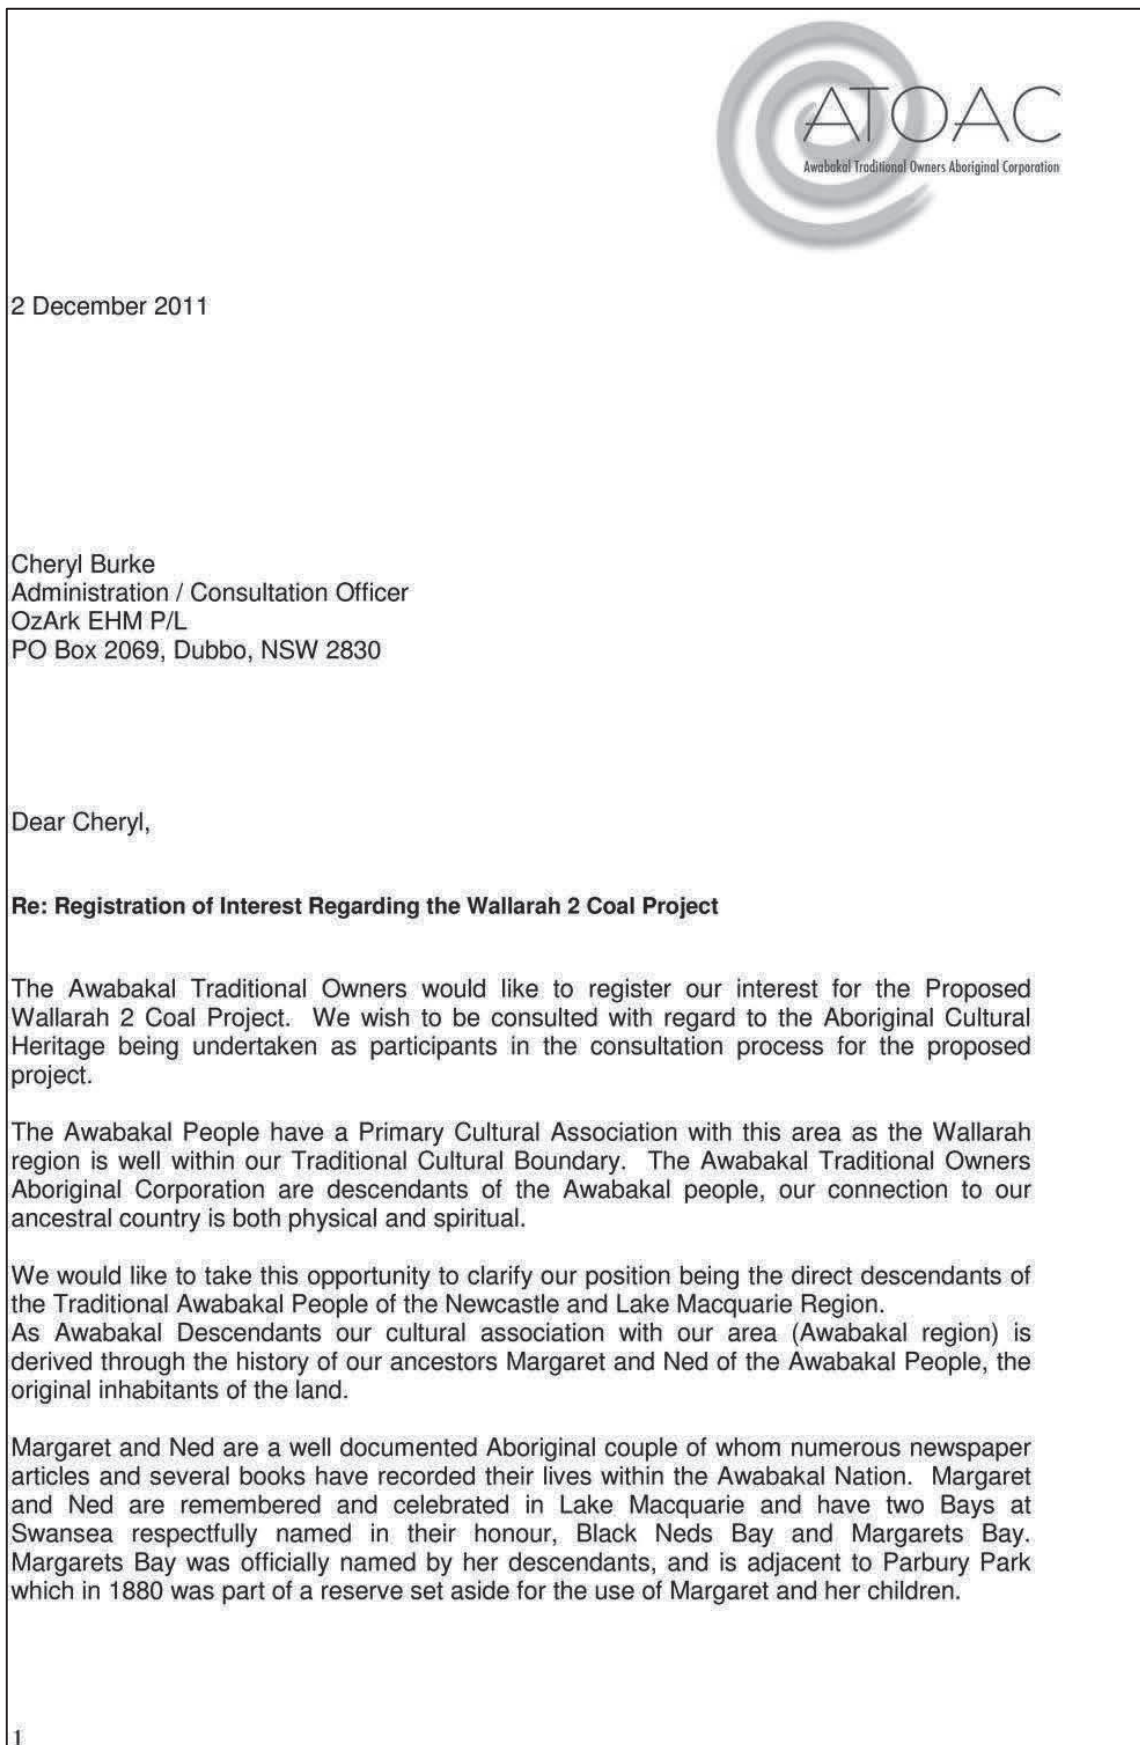 ATOAC
Awabakal Traditional Owners Aboriginal Corporation
2 December 2011
Cheryl Burke
Administration / Consultation Officer
OzArk EHM P/L
PO Box 2069, Dubbo, NSW 2830
Dear Cheryl,
Re: Registration of Interest Regarding the Wallarah 2 Coal Project
The Awabakal Traditional Owners would like to register our interest for the Proposed
Wallarah 2 Coal Project. We wish to be consulted with regard to the Aboriginal Cultural
Heritage being undertaken as participants in the consultation process for the proposed
project.
The Awabakal People have a Primary Cultural Association with this area as the Wallarah
region is well within our Traditional Cultural Boundary. The Awabakal Traditional Owners
Aboriginal Corporation are descendants of the Awabakal people, our connection to our
ancestral country is both physical and spiritual.
We would like to take this opportunity to clarify our position being the direct descendants of
the Traditional Awabakal People of the Newcastle and Lake Macquarie Region.
As Awabakal Descendants our cultural association with our area (Awabakal region) is
derived through the history of our ancestors Margaret and Ned of the Awabakal People, the
original inhabitants of the land.
Margaret and Ned are a well documented Aboriginal couple of whom numerous newspaper
articles and several books have recorded their lives within the Awabakal Nation. Margaret
and Ned are remembered and celebrated in Lake Macquarie and have two Bays at
Swansea respectfully named in their honour, Black Neds Bay and Margarets Bay.
Margarets Bay was officially named by her descendants, and is adjacent to Parbury Park
which in 1880 was part of a reserve set aside for the use of Margaret and her children.
1